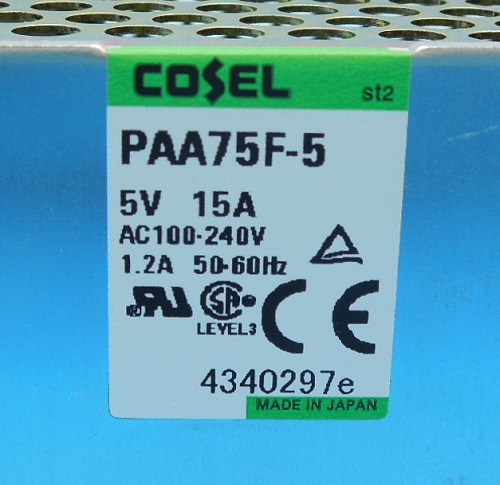 COSEL
st2
PAA75F-5
5V 15A
AC100-240V
1.2A 50-60Hz
LEVEL3
4340297e
MADE IN JAPAN